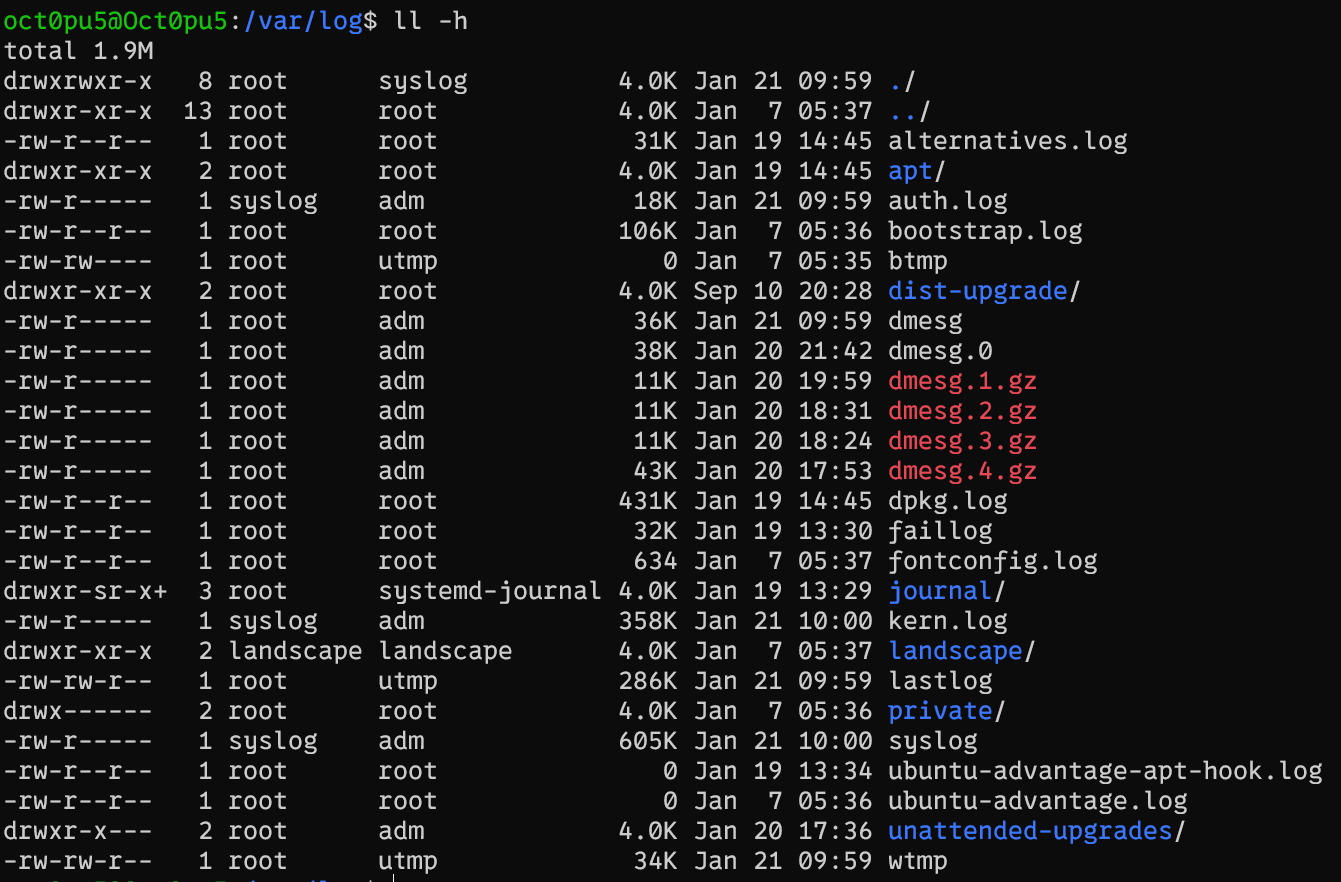 oct0pu5@Oct0pu5:/var/log$ ll -h
total 1.9M
drwxrwxr-x   8 root      syslog          4.0K Jan 21 09:59 ./
drwxr-xr-x  13 root      root            4.0K Jan  7 05:37 ../
-rw-r--r--   1 root      root             31K Jan 19 14:45 alternatives.log
drwxr-xr-x   2 root      root            4.0K Jan 19 14:45 apt/
-rw-r-----   1 syslog    adm              18K Jan 21 09:59 auth.log
-rw-r--r--   1 root      root            106K Jan  7 05:36 bootstrap.log
-rw-rw----   1 root      utmp               0 Jan  7 05:35 btmp
drwxr-xr-x   2 root      root            4.0K Sep 10 20:28 dist-upgrade/
-rw-r-----   1 root      adm              36K Jan 21 09:59 dmesg
-rw-r-----   1 root      adm              38K Jan 20 21:42 dmesg.0
-rw-r-----   1 root      adm              11K Jan 20 19:59 dmesg.1.gz
-rw-r-----   1 root      adm              11K Jan 20 18:31 dmesg.2.gz
-rw-r-----   1 root      adm              11K Jan 20 18:24 dmesg.3.gz
-rw-r-----   1 root      adm              43K Jan 20 17:53 dmesg.4.gz
-rw-r--r--   1 root      root            431K Jan 19 14:45 dpkg.log
-rw-r--r--   1 root      root             32K Jan 19 13:30 faillog
-rw-r--r--   1 root      root             634 Jan  7 05:37 fontconfig.log
drwxr-sr-x+  3 root      systemd-journal 4.0K Jan 19 13:29 journal/
-rw-r-----   1 syslog    adm             358K Jan 21 10:00 kern.log
drwxr-xr-x   2 landscape landscape       4.0K Jan  7 05:37 landscape/
-rw-rw-r--   1 root      utmp            286K Jan 21 09:59 lastlog
drwx------   2 root      root            4.0K Jan  7 05:36 private/
-rw-r-----   1 syslog    adm             605K Jan 21 10:00 syslog
-rw-r--r--   1 root      root               0 Jan 19 13:34 ubuntu-advantage-apt-hook.log
-rw-r--r--   1 root      root               0 Jan  7 05:36 ubuntu-advantage.log
drwxr-x---   2 root      adm             4.0K Jan 20 17:36 unattended-upgrades/
-rw-rw-r--   1 root      utmp             34K Jan 21 09:59 wtmp